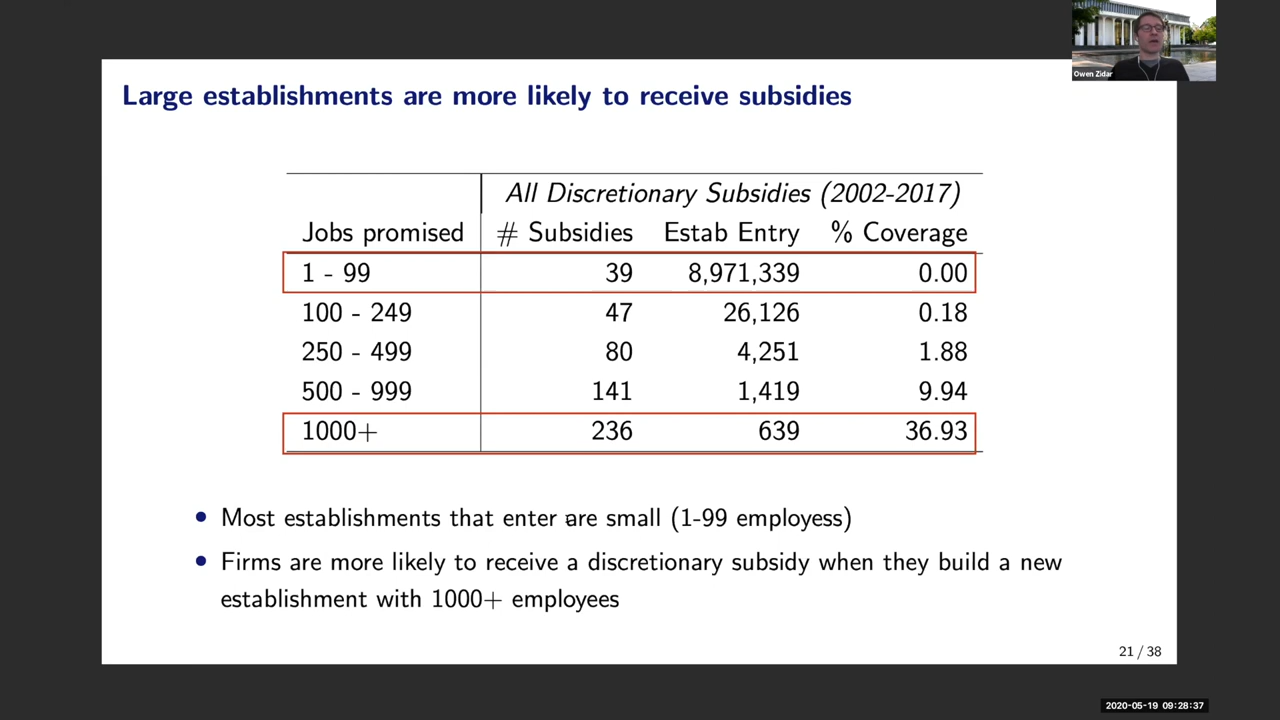 Owen Zidar
Large establishments are more likely to receive subsidies
All Discretionary Subsidies (2002-2017)
Jobs promised # Subsidies Estab Entry % Coverage
1 - 99 39 8,971,339 0.00
100 - 249 47 26,126 0.18
250 - 499 80 4,251 1.88
500 - 999 141 1,419 9.94
1000+ 236 639 36.93
• Most establishments that enter are small (1-99 employess)
• Firms are more likely to receive a discretionary subsidy when they build a new
establishment with 1000+ employees
21 / 38
2020-05-19 09:28:37